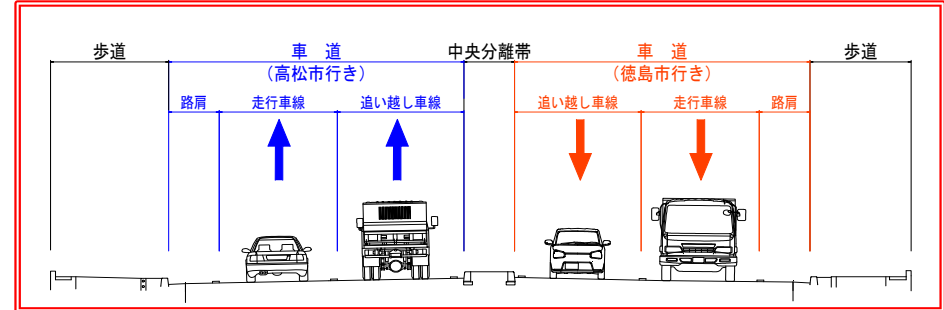 歩道
車 道
中央分離帯
車 道
歩道
(高松市行き)
(徳島市行き)
路肩
走行車線
追い越し車線
追い越し車線
走行車線
路肩